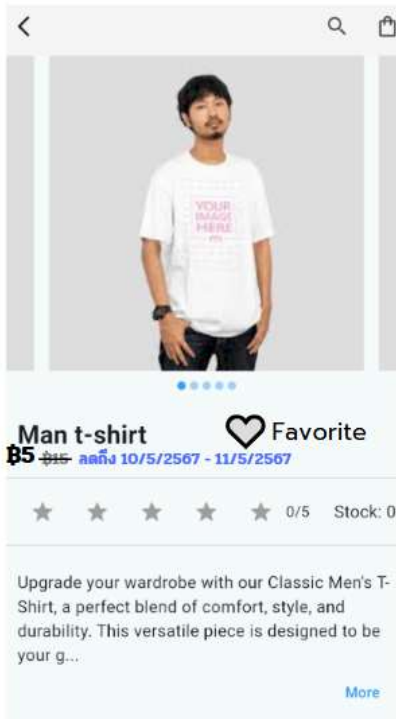 YOUR
IMAGE
HERE
Man t-shirt
Favorite
฿5 ฿15 ลดถึง 10/5/2567 - 11/5/2567
0/5 Stock: 0
Upgrade your wardrobe with our Classic Men's T-
Shirt, a perfect blend of comfort, style, and
durability. This versatile piece is designed to be
your g...
More